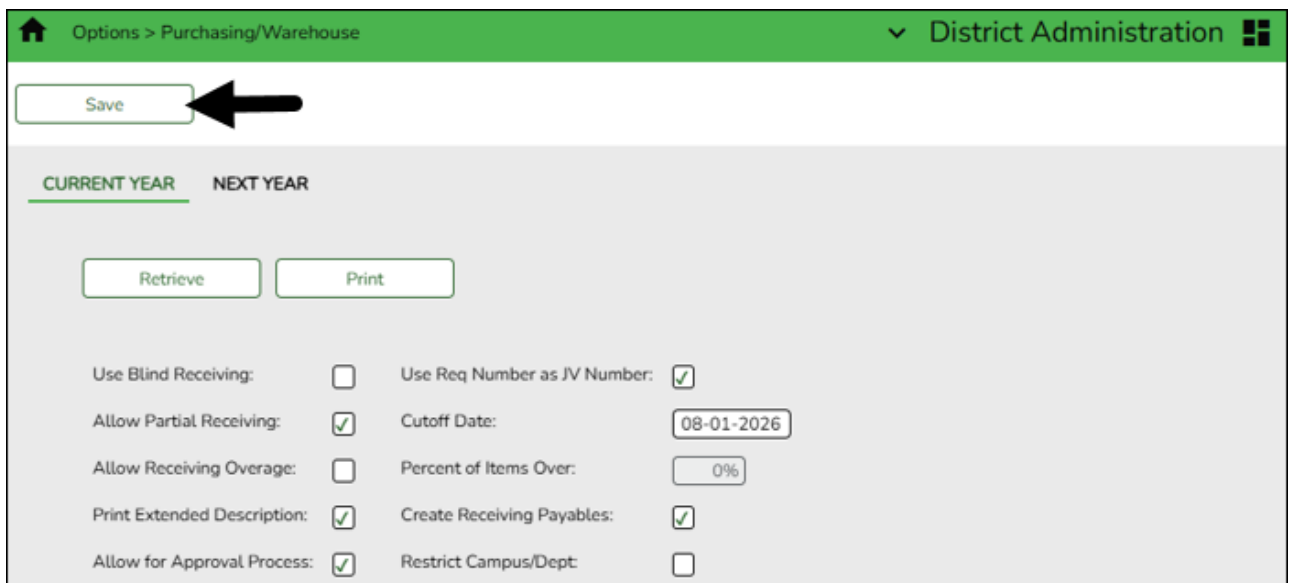 Options > Purchasing/Warehouse District Administration
Save
CURRENT YEAR NEXT YEAR
Retrieve Print
Use Blind Receiving: Use Req Number as JV Number:
Allow Partial Receiving: Cutoff Date: 08-01-2026
Allow Receiving Overage: Percent of Items Over: 0%
Print Extended Description: Create Receiving Payables:
Allow for Approval Process: Restrict Campus/Dept: